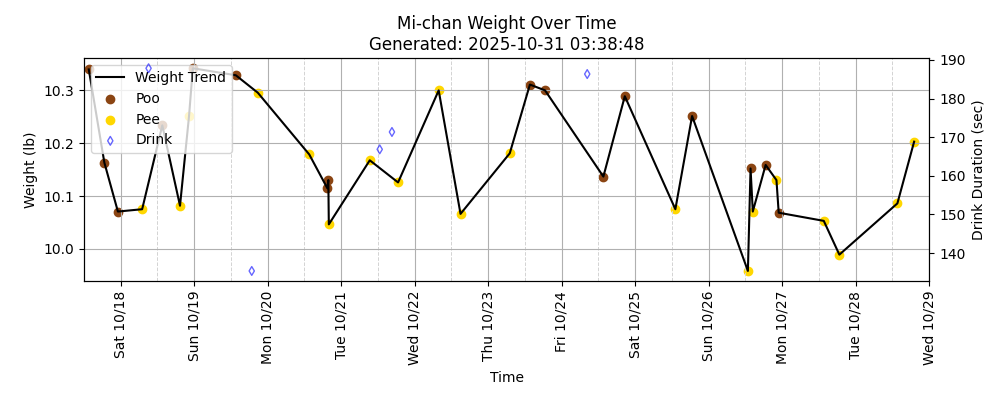 Mi-chan Weight Over Time
Generated: 2025-10-31 03:38:48
Weight (lb)
10.3
10.2
10.1
10.0
Weight Trend
Poo
Pee
Drink
190
180
170
160
150
140
Drink Duration (sec)
Sat 10/18
Sun 10/19
Mon 10/20
Tue 10/21
Wed 10/22
Thu 10/23
Fri 10/24
Sat 10/25
Sun 10/26
Mon 10/27
Tue 10/28
Wed 10/29
Time